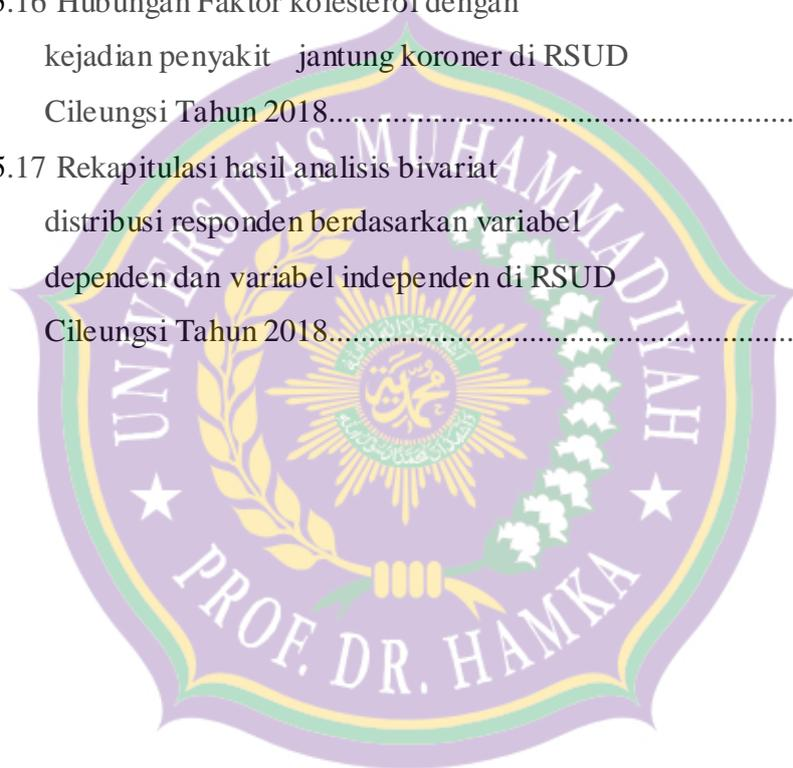 5.16 Hubungan Faktor kolesterol dengan
kejadian penyakit jantung koroner di RSUD
Cileungsi Tahun 2018......................................................
5.17 Rekapitulasi hasil analisis bivariat
distribusi responden berdasarkan variabel
dependen dan variabel independen di RSUD
Cileungsi Tahun 2018......................................................
UNIVERSITAS MUHAMMADIYAH
PROF. DR. HAMKA